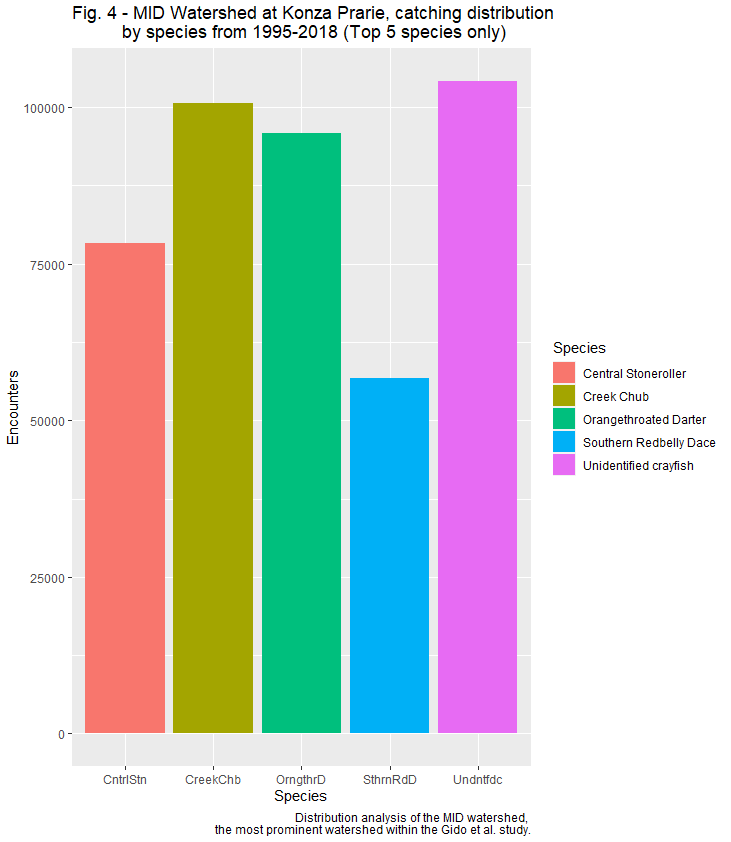 Fig. 4 - MID Watershed at Konza Prarie, catching distribution
by species from 1995-2018 (Top 5 species only)
Encounters
100000
75000
50000
25000
0
CntrlStn
CreekChb
OrngthrD
SthrnRdD
Undntfdc
Species
Species
Central Stoneroller
Creek Chub
Orangethroated Darter
Southern Redbelly Dace
Unidentified crayfish
Distribution analysis of the MID watershed,
the most prominent watershed within the Gido et al. study.